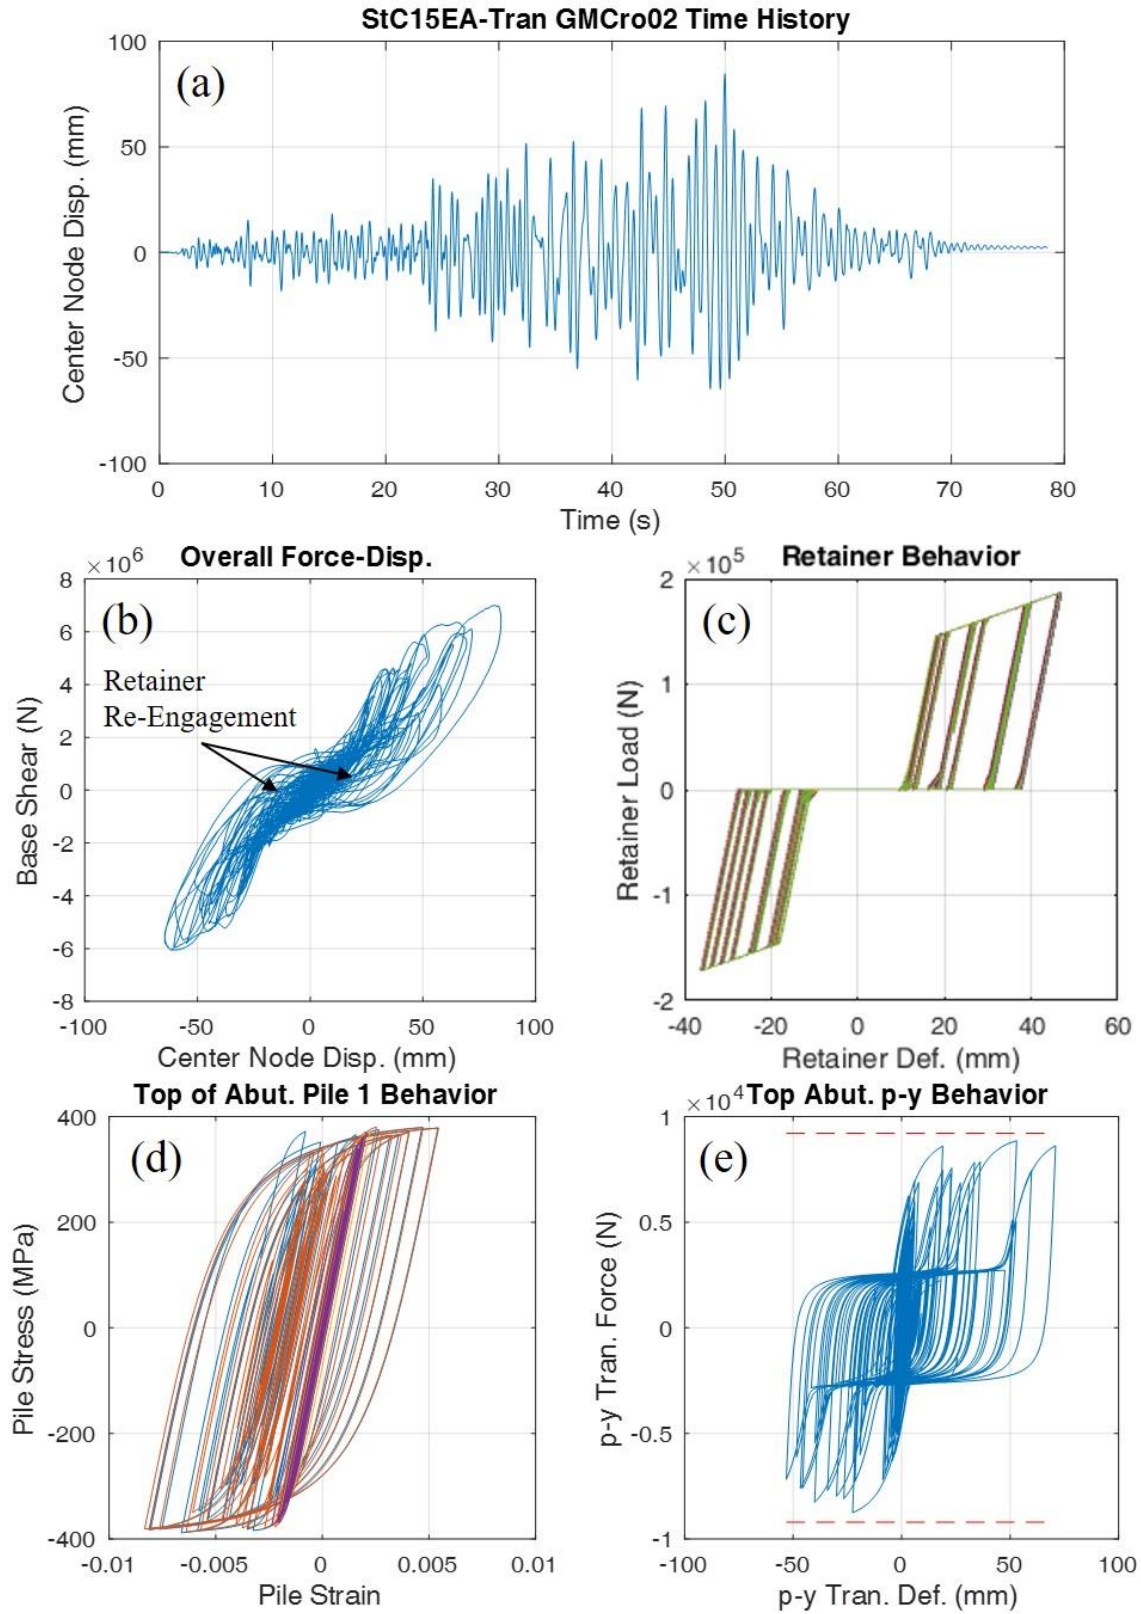 StC15EA-Tran GMCro02 Time History
(a)
Center Node Disp. (mm)
100
50
0
-50
-100
0 10 20 30 40 50 60 70 80
Time (s)
Overall Force-Disp.
×10⁶
(b)
Retainer
Re-Engagement
Base Shear (N)
8
6
4
2
0
-2
-4
-6
-8
-100 -50 0 50 100
Center Node Disp. (mm)
Retainer Behavior
×10⁵
(c)
Retainer Load (N)
2
1
0
-1
-2
-40 -20 0 20 40 60
Retainer Def. (mm)
Top of Abut. Pile 1 Behavior
(d)
Pile Stress (MPa)
400
200
0
-200
-400
-0.01 -0.005 0 0.005 0.01
Pile Strain
×10⁴ Top Abut. p-y Behavior
(e)
p-y Tran. Force (N)
1
0.5
0
-0.5
-1
-100 -50 0 50 100
p-y Tran. Def. (mm)